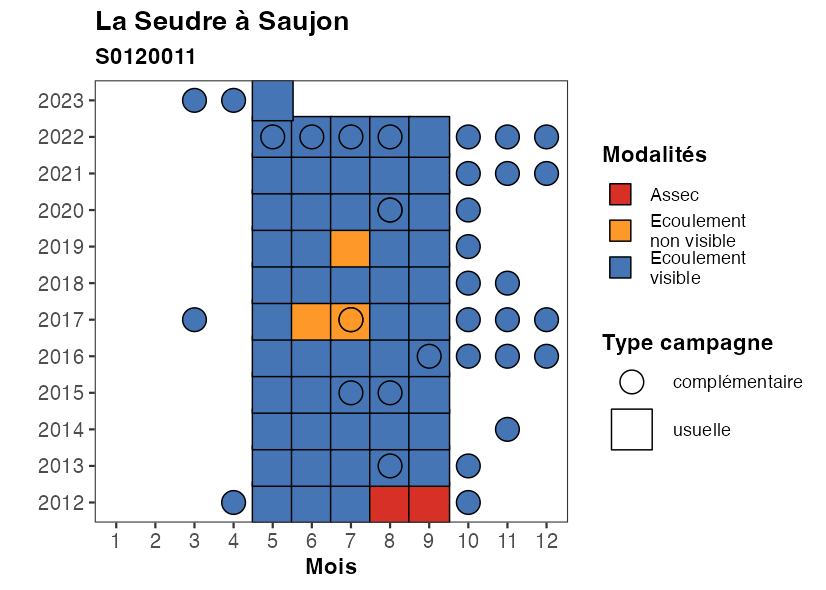 La Seudre à Saujon
S0120011
2023
2022
2021
2020
2019
2018
2017
2016
2015
2014
2013
2012
1 2 3 4 5 6 7 8 9 10 11 12
Mois
Modalités
Assec
Ecoulement
non visible
Ecoulement
visible
Type campagne
complémentaire
usuelle